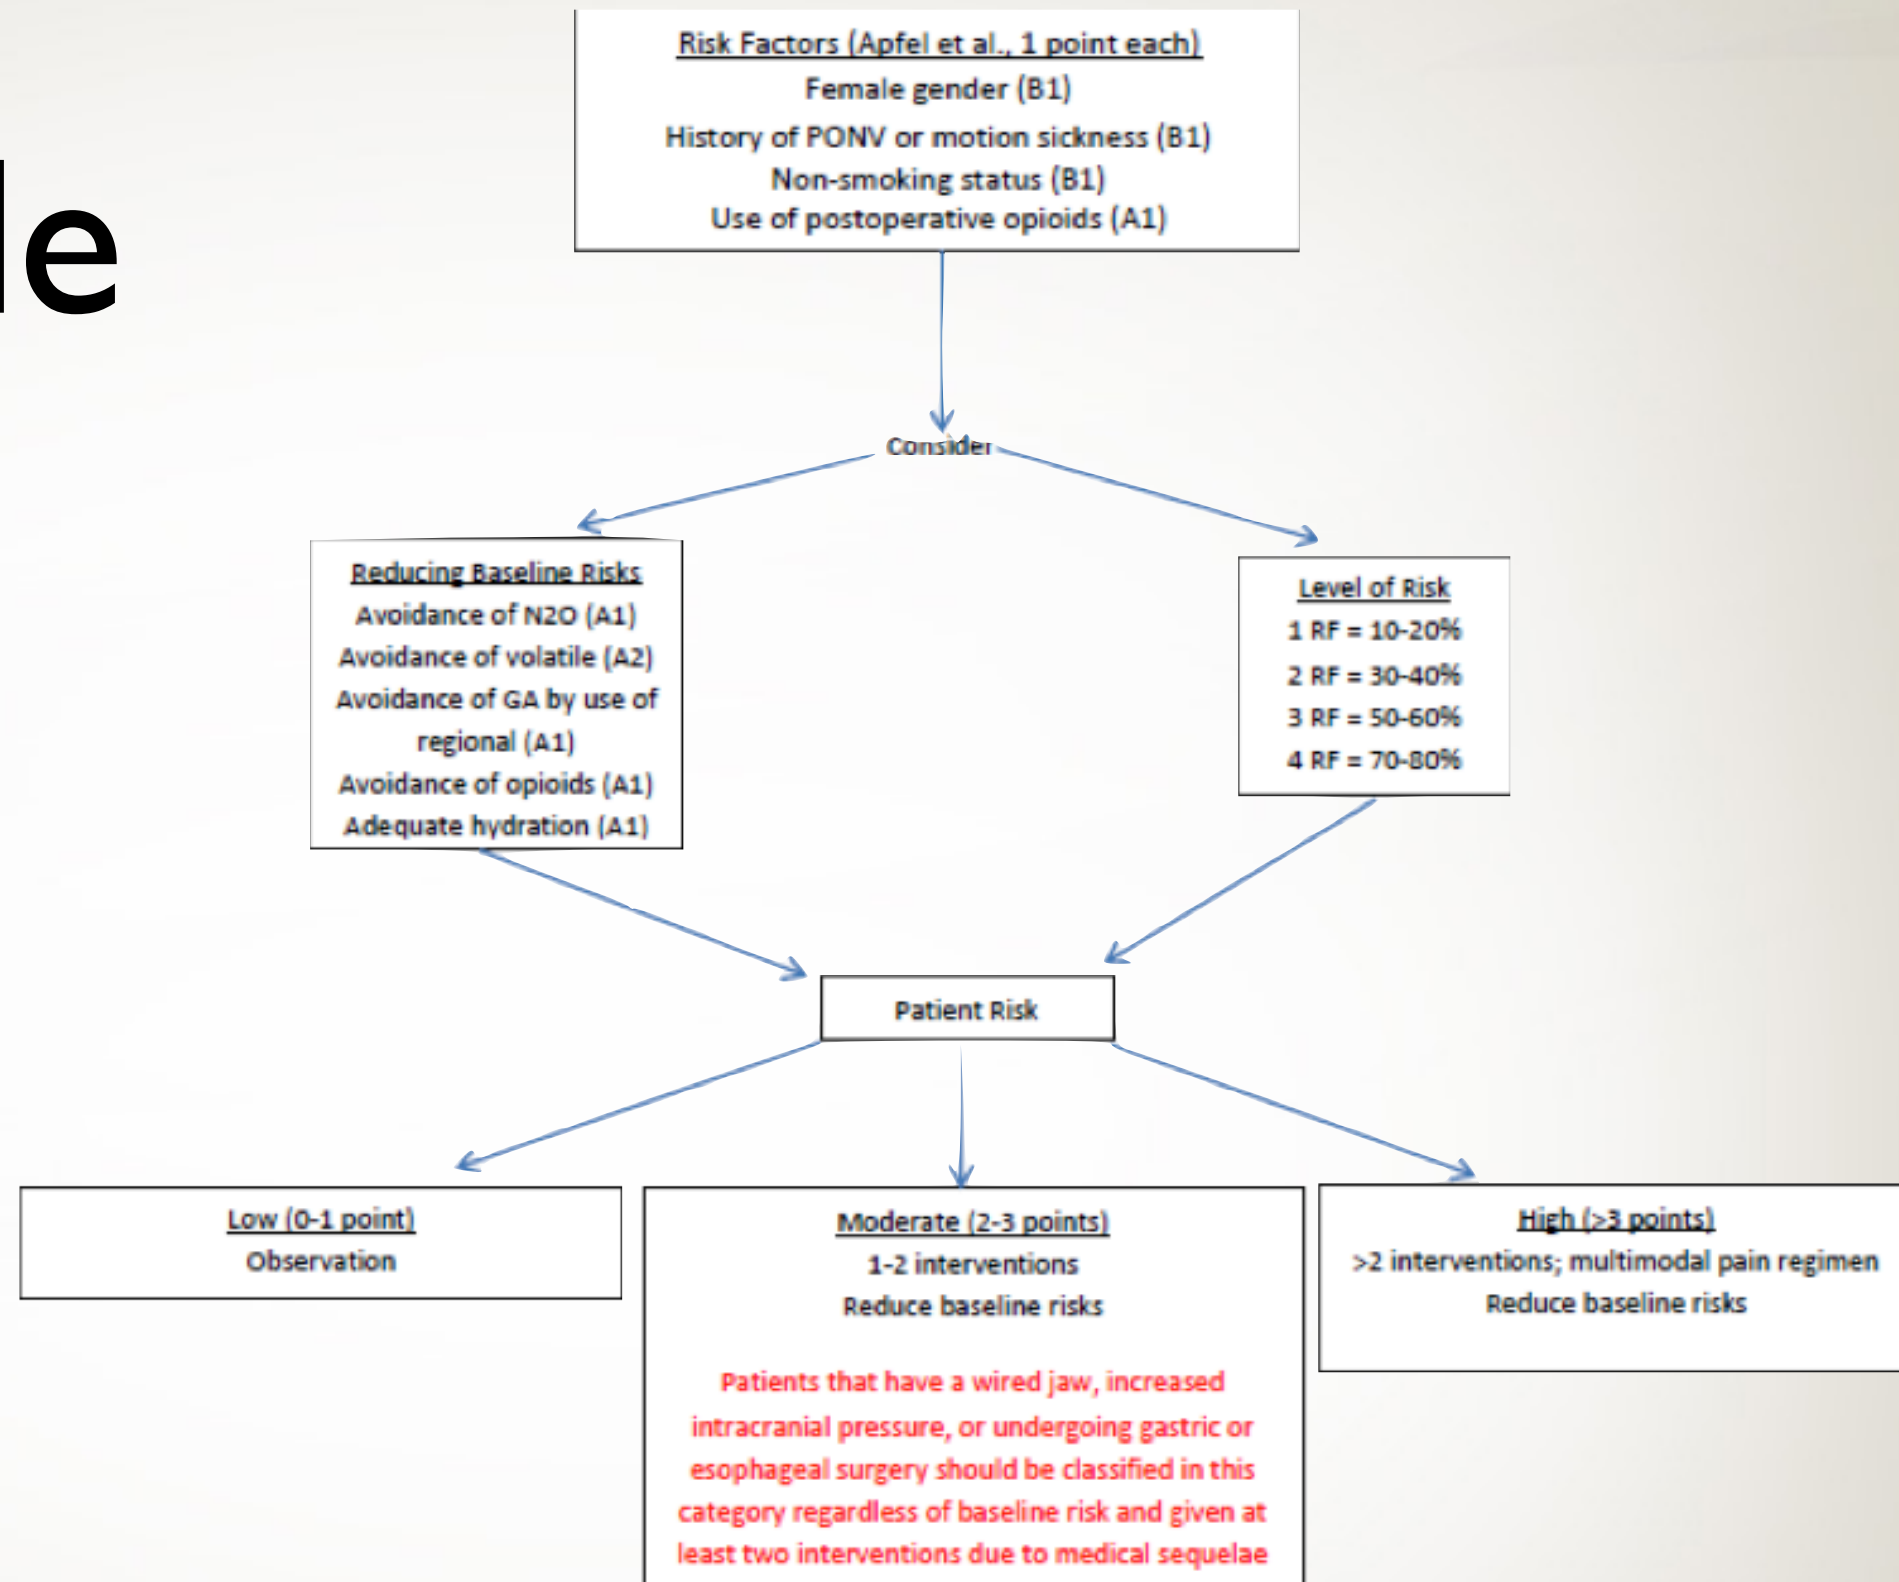 de
Risk Factors (Apfel et al., 1 point each)
Female gender (B1)
History of PONV or motion sickness (B1)
Non-smoking status (B1)
Use of postoperative opioids (A1)
Consider
Reducing Baseline Risks
Avoidance of N2O (A1)
Avoidance of volatile (A2)
Avoidance of GA by use of
regional (A1)
Avoidance of opioids (A1)
Adequate hydration (A1)
Level of Risk
1 RF = 10-20%
2 RF = 30-40%
3 RF = 50-60%
4 RF = 70-80%
Patient Risk
Low (0-1 point)
Observation
Moderate (2-3 points)
1-2 interventions
Reduce baseline risks
Patients that have a wired jaw, increased
intracranial pressure, or undergoing gastric or
esophageal surgery should be classified in this
category regardless of baseline risk and given at
least two interventions due to medical sequelae
High (>3 points)
>2 interventions; multimodal pain regimen
Reduce baseline risks